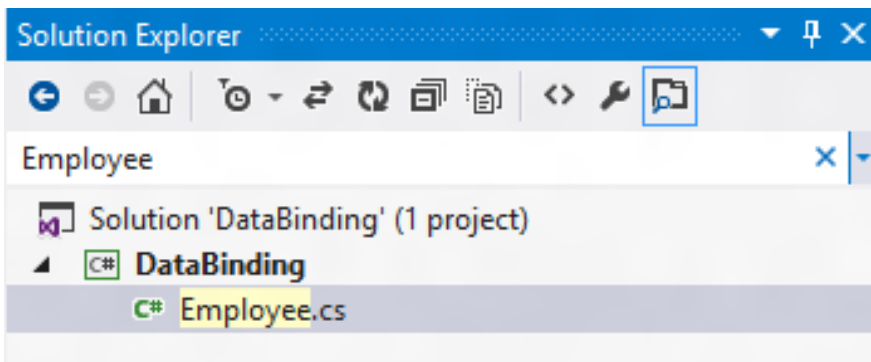 Solution Explorer
Employee
Solution 'DataBinding' (1 project)
C# DataBinding
C# Employee.cs